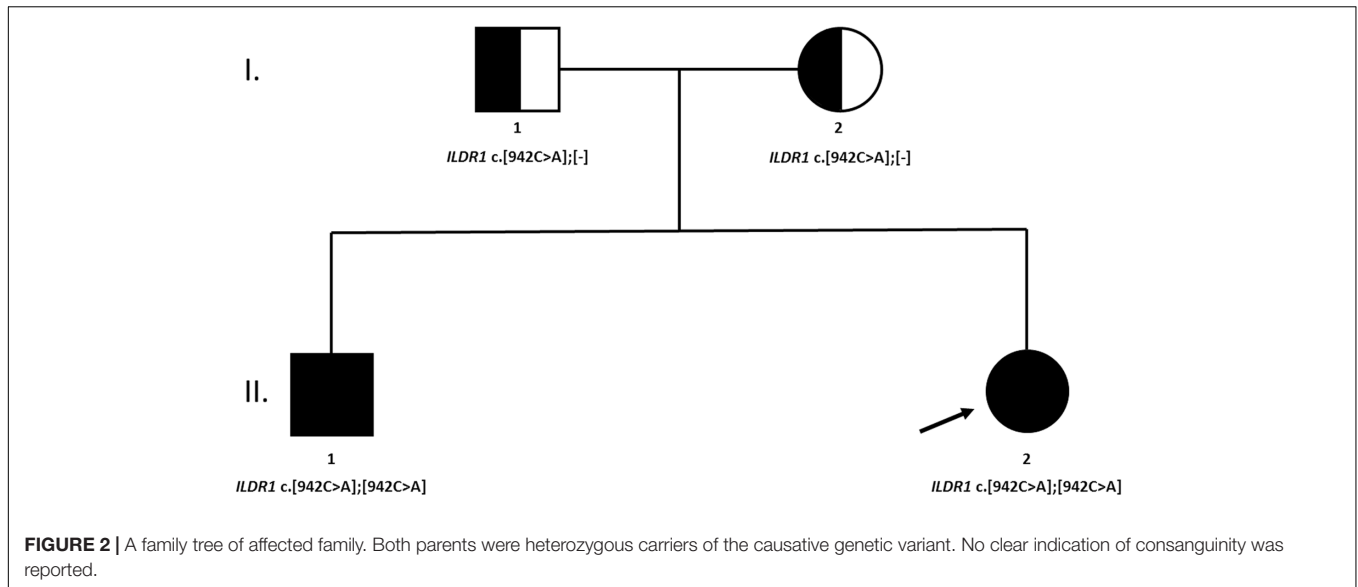 I.
1
2
ILDR1 c.[942C>A];[-]
ILDR1 c.[942C>A];[-]
II.
1
2
ILDR1 c.[942C>A];[942C>A]
ILDR1 c.[942C>A];[942C>A]
FIGURE 2 | A family tree of affected family. Both parents were heterozygous carriers of the causative genetic variant. No clear indication of consanguinity was
reported.